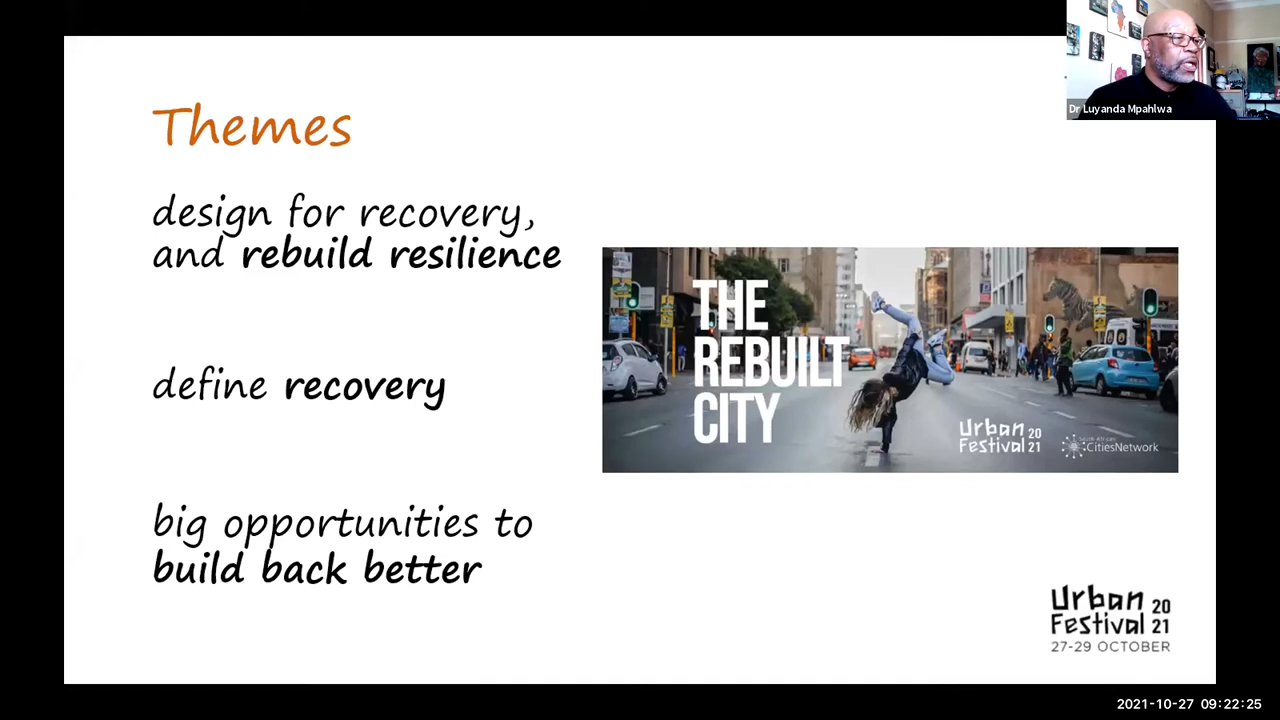 Dr Luyanda Mpahlwa
Themes
design for recovery,
and rebuild resilience
define recovery
big opportunities to
build back better
THE
REBUILT
CITY
Urban 20
Festival 21
South African
CitiesNetwork
Urban 20
Festival 21
27-29 OCTOBER
2021-10-27 09:22:25